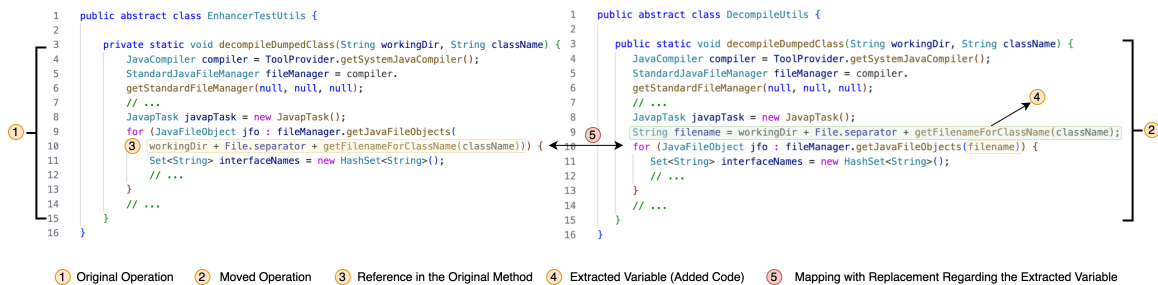 1 public abstract class EnhancerTestUtils {
2
3 private static void decompileDumpedClass(String workingDir, String className) {
4 JavaCompiler compiler = ToolProvider.getSystemJavaCompiler();
5 StandardJavaFileManager fileManager = compiler.
6 getStandardFileManager(null, null, null);
7 // ...
8 JavapTask javapTask = new JavapTask();
9 for (JavaFileObject jfo : fileManager.getJavaFileObjects(
10 3 workingDir + File.separator + getFilenameForClassName(className))) {
11 Set<String> interfaceNames = new HashSet<String>();
12 // ...
13 }
14 // ...
15 }
16 }
1
5
1 public abstract class DecompileUtils {
2
3 public static void decompileDumpedClass(String workingDir, String className) {
4 JavaCompiler compiler = ToolProvider.getSystemJavaCompiler();
5 StandardJavaFileManager fileManager = compiler.
6 getStandardFileManager(null, null, null);
7 // ...
8 JavapTask javapTask = new JavapTask();
9 String filename = workingDir + File.separator + getFilenameForClassName(className);
10 for (JavaFileObject jfo : fileManager.getJavaFileObjects(filename)) {
11 Set<String> interfaceNames = new HashSet<String>();
12 // ...
13 }
14 // ...
15 }
16 }
4
2
1 Original Operation 2 Moved Operation 3 Reference in the Original Method 4 Extracted Variable (Added Code) 5 Mapping with Replacement Regarding the Extracted Variable